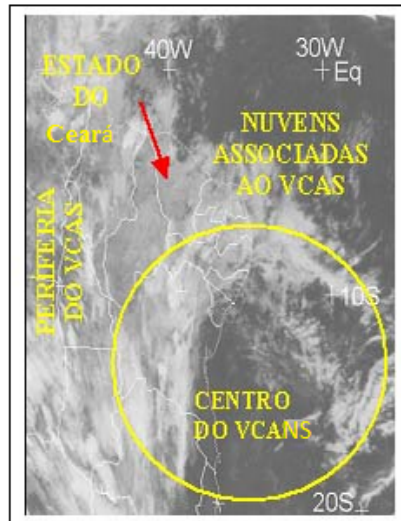 40W
30W
Eq
ESTADO
DO
Ceará
NUVENS
ASSOCIADAS
AO VCAS
PERIFERIA
DO VCAS
10S
CENTRO
DO VCANS
20S